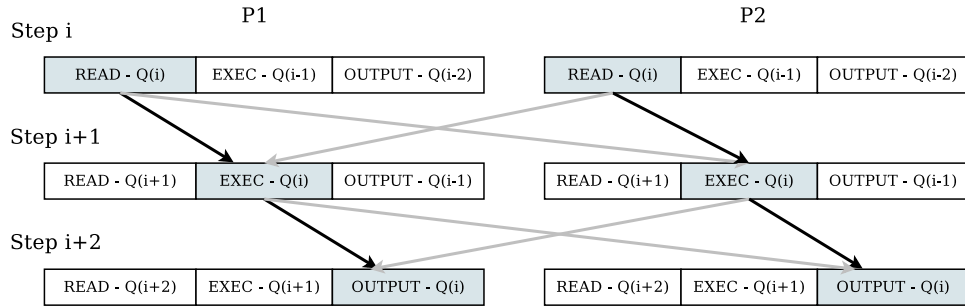 P1 P2
Step i
READ - Q(i) EXEC - Q(i-1) OUTPUT - Q(i-2) READ - Q(i) EXEC - Q(i-1) OUTPUT - Q(i-2)
Step i+1
READ - Q(i+1) EXEC - Q(i) OUTPUT - Q(i-1) READ - Q(i+1) EXEC - Q(i) OUTPUT - Q(i-1)
Step i+2
READ - Q(i+2) EXEC - Q(i+1) OUTPUT - Q(i) READ - Q(i+2) EXEC - Q(i+1) OUTPUT - Q(i)